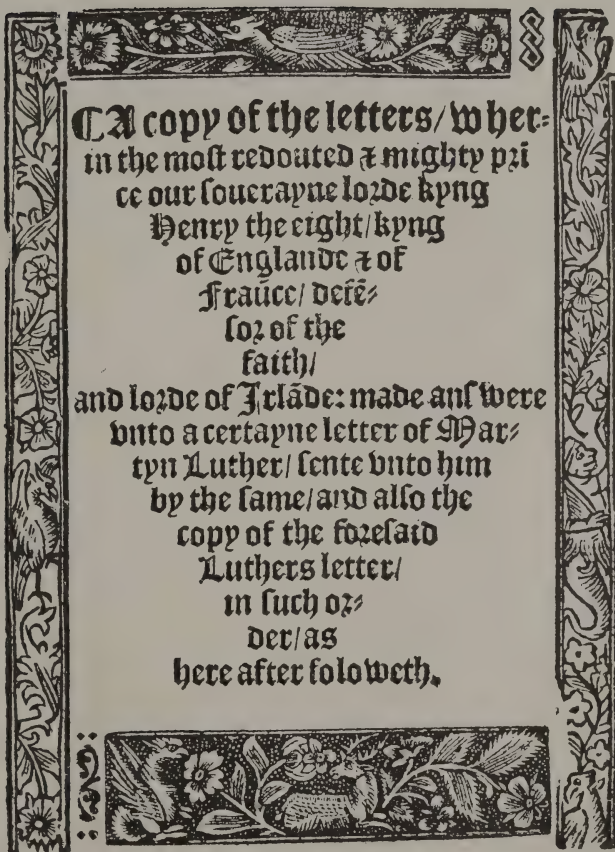 ¶A copy of the letters/ wher⸗
in the most redouted ⁊ mighty pri
ce our souerayne lorde kyng
Henry the eight/ kyng
of Englande ⁊ of
Fraūce/ defē⸗
sor of the
faith/
and lorde of Irlāde: made answere
vnto a certayne letter of Mar⸗
tyn Luther/ sente vnto him
by the same/ and also the
copy of the foresaid
Luthers letter/
in such or⸗
der/ as
here after foloweth.